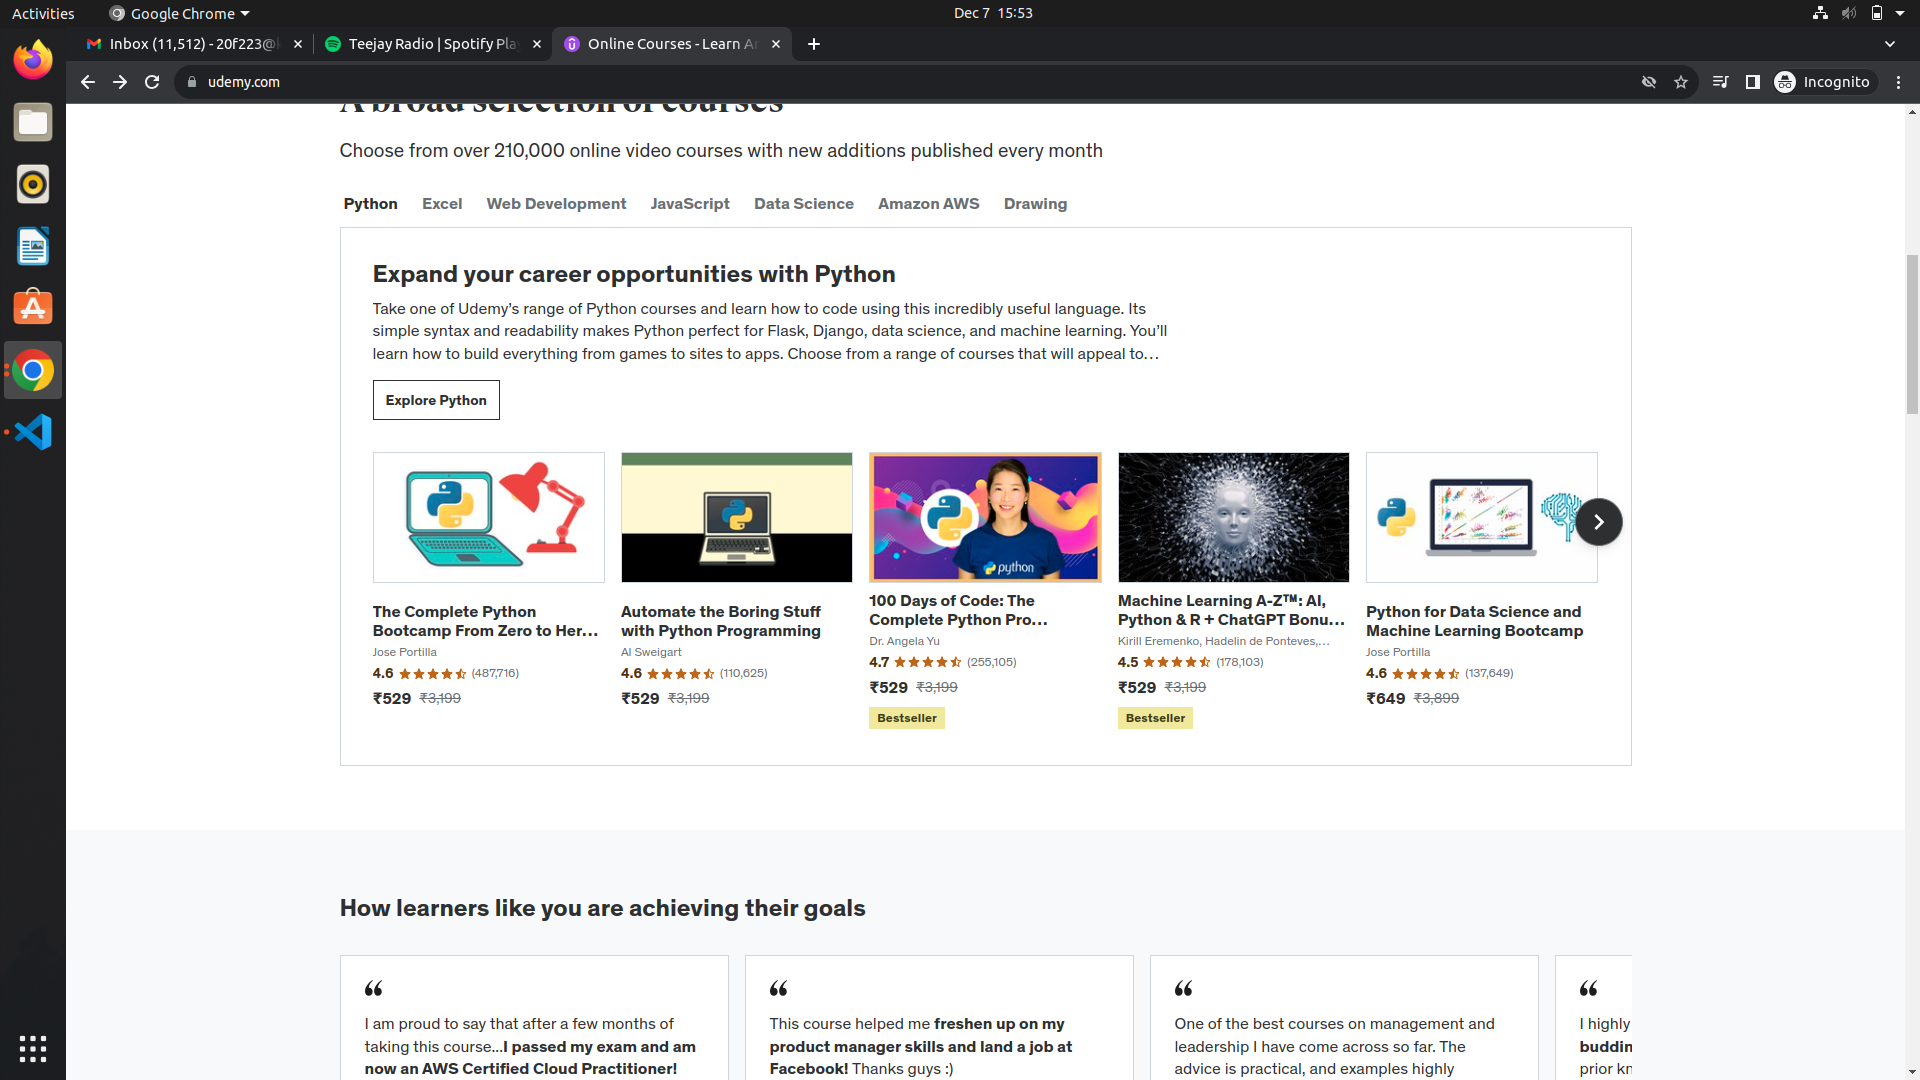 Activities
Google Chrome
Dec 7 15:53
Inbox (11,512) - 20f223@
Teejay Radio | Spotify Pla
Online Courses - Learn An
udemy.com
Incognito
A broad selection of courses
Choose from over 210,000 online video courses with new additions published every month
Python Excel Web Development JavaScript Data Science Amazon AWS Drawing
Expand your career opportunities with Python
Take one of Udemy’s range of Python courses and learn how to code using this incredibly useful language. Its
simple syntax and readability makes Python perfect for Flask, Django, data science, and machine learning. You’ll
learn how to build everything from games to sites to apps. Choose from a range of courses that will appeal to…
Explore Python
python
The Complete Python
Bootcamp From Zero to Her…
Jose Portilla
4.6 (487,716)
₹529 ₹3,199
Automate the Boring Stuff
with Python Programming
Al Sweigart
4.6 (110,625)
₹529 ₹3,199
100 Days of Code: The
Complete Python Pro…
Dr. Angela Yu
4.7 (255,105)
₹529 ₹3,199
Bestseller
Machine Learning A-Z™: AI,
Python & R + ChatGPT Bonu…
Kirill Eremenko, Hadelin de Ponteves,…
4.5 (178,103)
₹529 ₹3,199
Bestseller
Python for Data Science and
Machine Learning Bootcamp
Jose Portilla
4.6 (137,649)
₹649 ₹3,899
How learners like you are achieving their goals
“
I am proud to say that after a few months of
taking this course...I passed my exam and am
now an AWS Certified Cloud Practitioner!
“
This course helped me freshen up on my
product manager skills and land a job at
Facebook! Thanks guys :)
“
One of the best courses on management and
leadership I have come across so far. The
advice is practical, and examples highly
“
I highly
buddin
prior kn